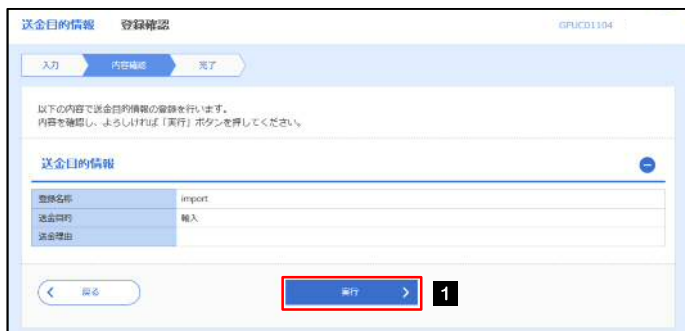 送金目的情報 登録確認 GPUCD1104
入力 内容確認 完了
以下の内容で送金目的情報の登録を行います。
内容を確認し、よろしければ「実行」ボタンを押してください。
送金目的情報
登録名称 import
送金目的 輸入
送金理由
戻る 実行 1